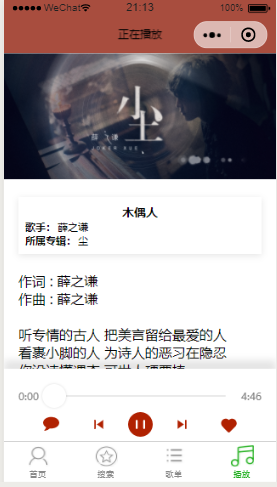 WeChat 21:13 100%
正在播放
尘
薛之谦
JOKER XUE
木偶人
歌手： 薛之谦
所属专辑： 尘
作词 : 薛之谦
作曲 : 薛之谦
听专情的古人 把美言留给最爱的人
看裹小脚的人 为诗人的恶习在隐忍
0:00 4:46
首页 搜索 歌单 播放